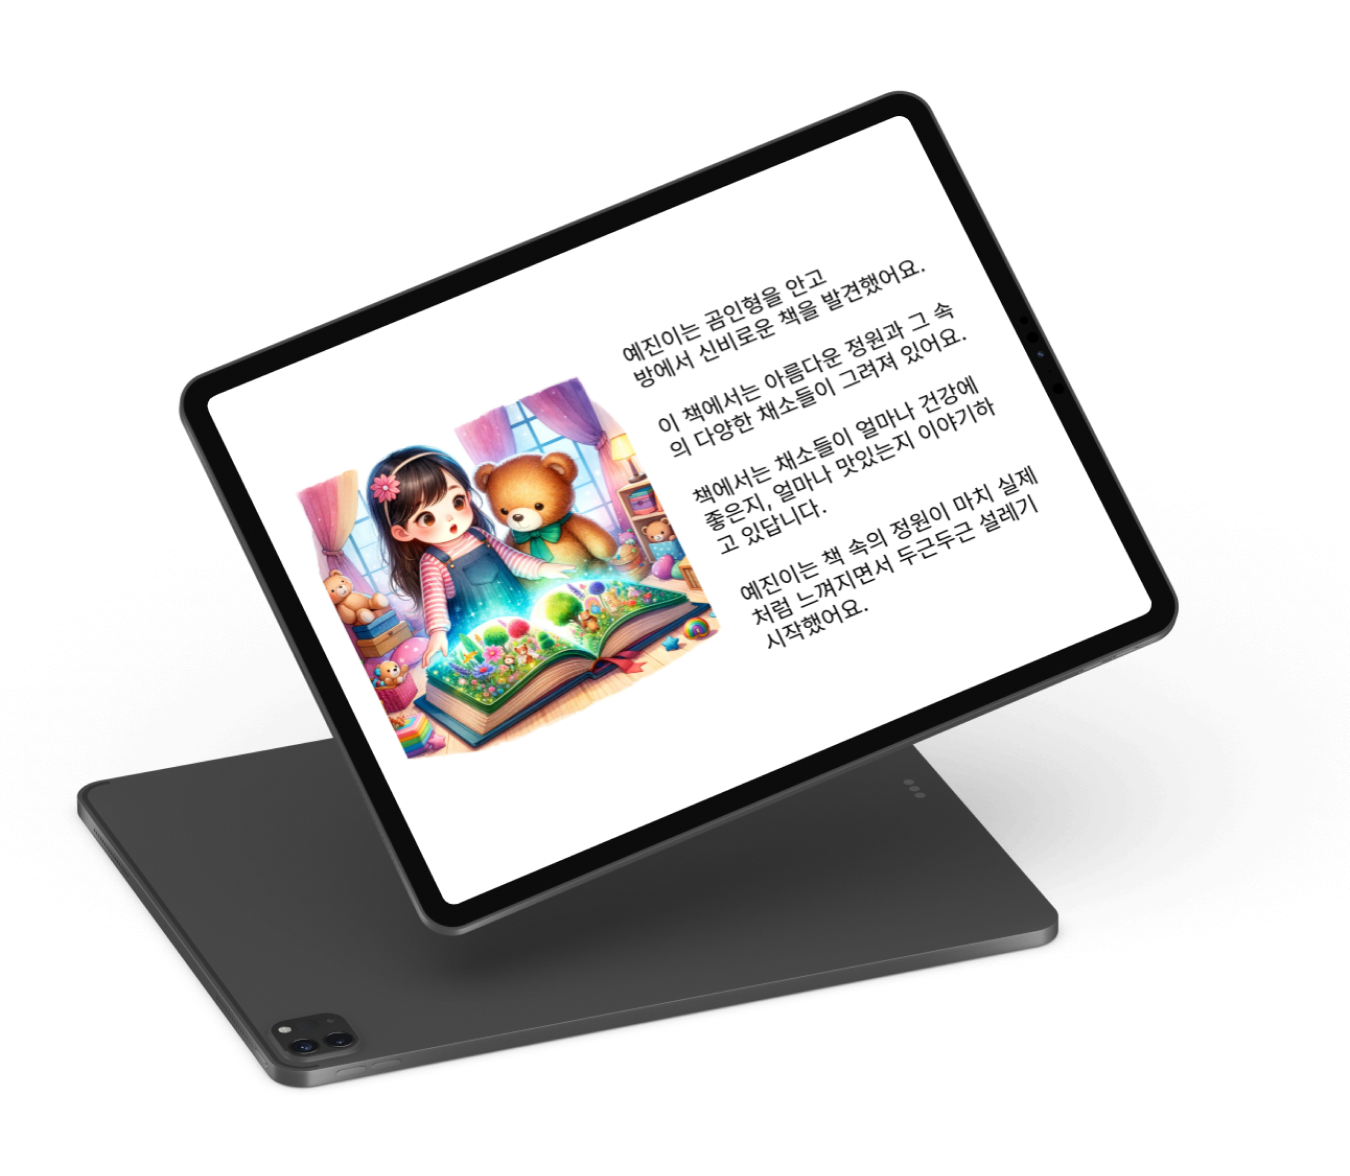 예진이는 곰인형을 안고
방에서 신비로운 책을 발견했어요.
이 책에서는 아름다운 정원과 그 속
의 다양한 채소들이 그려져 있어요.
책에서는 채소들이 얼마나 건강에
좋은지, 얼마나 맛있는지 이야기하
고 있답니다.
예진이는 책 속의 정원이 마치 실제
처럼 느껴지면서 두근두근 설레기
시작했어요.